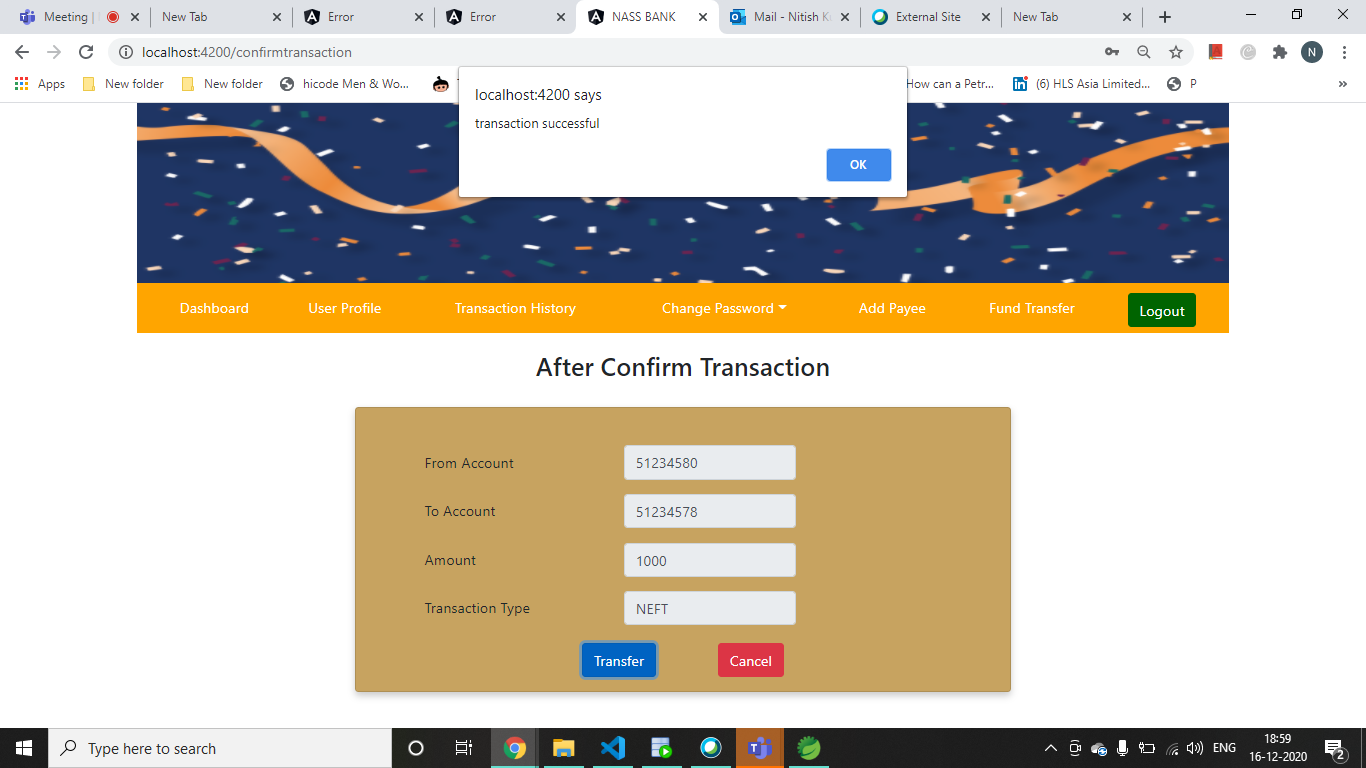 Meeting |
New Tab
Error
Error
NASS BANK
Mail - Nitish K
External Site
New Tab
localhost:4200/confirmtransaction
N
Apps
New folder
New folder
hicode Men & Wo...
How can a Petr...
(6) HLS Asia Limited...
P
»
localhost:4200 says
transaction successful
OK
Dashboard
User Profile
Transaction History
Change Password
Add Payee
Fund Transfer
Logout
After Confirm Transaction
From Account
51234580
To Account
51234578
Amount
1000
Transaction Type
NEFT
Transfer
Cancel
Type here to search
ENG
18:59
16-12-2020
2